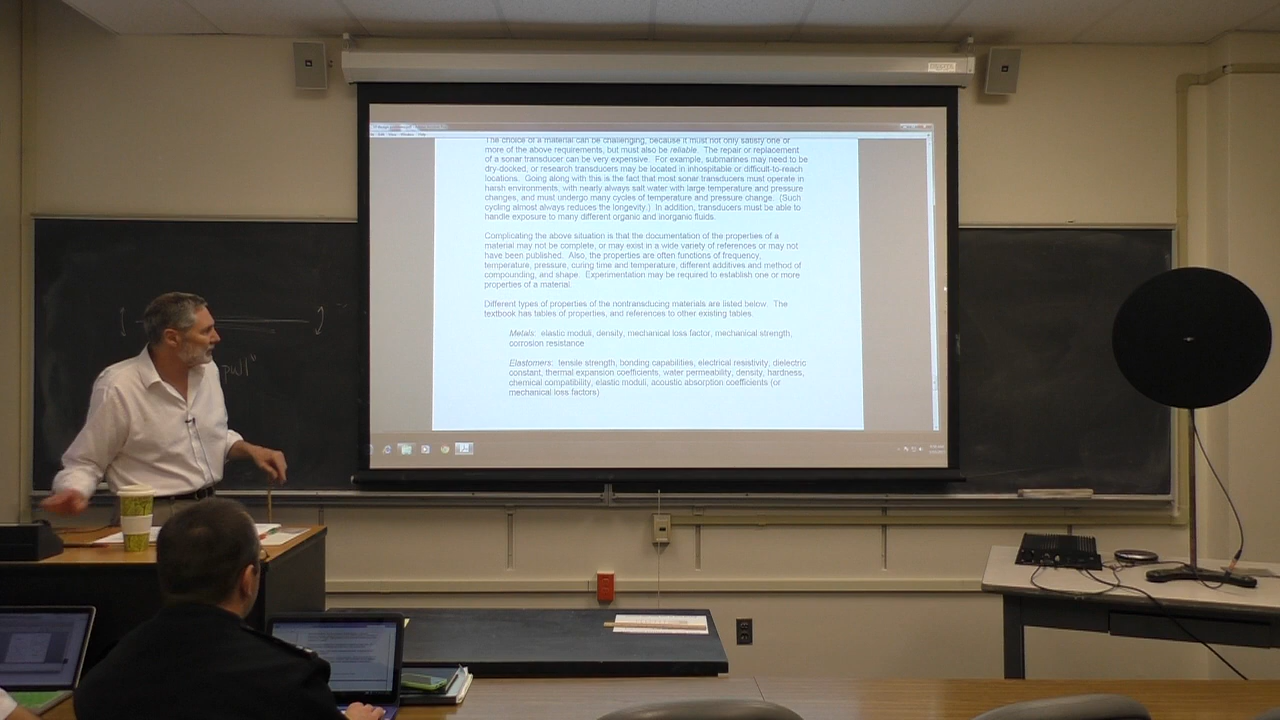 The choice of a material can be challenging, because it must not only satisfy one or
more of the above requirements, but must also be reliable. The repair or replacement
of a sonar transducer can be very expensive. For example, submarines may need to be
dry-docked, or research transducers may be located in inhospitible or difficult-to-reach
locations. Going along with this is the fact that most sonar transducers must operate in
harsh environments, with nearly always salt water with large temperature and pressure
changes, and must undergo many cycles of temperature and pressure change. (Such
cycling almost always reduces the longevity.) In addition, transducers must be able to
handle exposure to many different organic and inorganic fluids.
Complicating the above situation is that the documentation of the properties of a
material may not be complete, or may exist in a wide variety of references or may not
have been published. Also, the properties are often functions of frequency,
temperature, pressure, curing time and temperature, different additives and method of
compounding, and shape. Experimentation may be required to establish one or more
properties of a material.
Different types of properties of the nontransducing materials are listed below. The
textbook has tables of properties, and references to other existing tables.
Metals: elastic moduli, density, mechanical loss factor, mechanical strength,
corrosion resistance
Elastomers: tensile strength, bonding capabilities, electrical resistivity, dielectric
constant, thermal expansion coefficients, water permeability, density, hardness,
chemical compatibility, elastic moduli, acoustic absorption coefficients (or
mechanical loss factors)
pull"